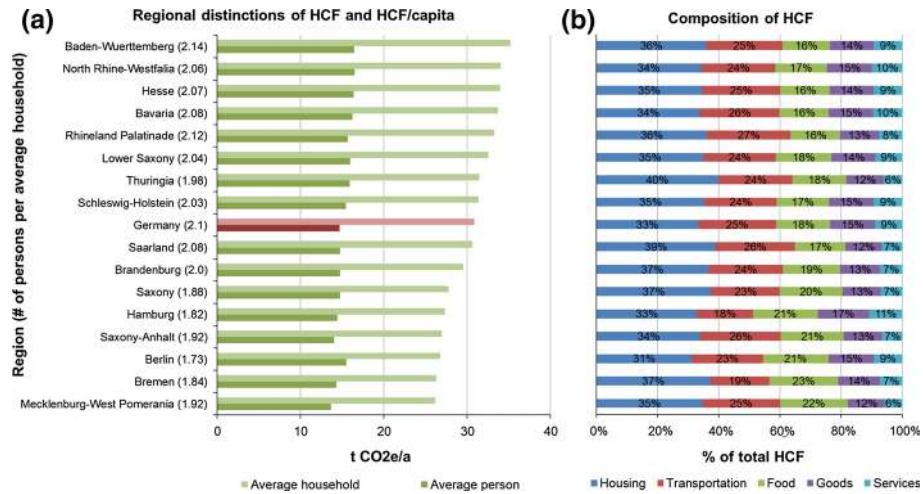 (a) Regional distinctions of HCF and HCF/capita
Region (# of persons per average household)
Baden-Wuerttemberg (2.14)
North Rhine-Westfalia (2.06)
Hesse (2.07)
Bavaria (2.08)
Rhineland Palatinade (2.12)
Lower Saxony (2.04)
Thuringia (1.98)
Schleswig-Holstein (2.03)
Germany (2.1)
Saarland (2.08)
Brandenburg (2.0)
Saxony (1.88)
Hamburg (1.82)
Saxony-Anhalt (1.92)
Berlin (1.73)
Bremen (1.84)
Mecklenburg-West Pomerania (1.92)
0 10 20 30 40
t CO2e/a
Average household Average person
(b) Composition of HCF
36% 25% 16% 14% 9%
34% 24% 17% 15% 10%
35% 25% 16% 14% 9%
34% 26% 16% 15% 10%
36% 27% 16% 13% 8%
35% 24% 18% 14% 9%
40% 24% 18% 12% 6%
35% 24% 17% 15% 9%
33% 25% 18% 15% 9%
39% 26% 17% 12% 7%
37% 24% 19% 13% 7%
37% 23% 20% 13% 7%
33% 18% 21% 17% 11%
34% 26% 21% 13% 7%
31% 23% 21% 15% 9%
37% 19% 23% 14% 7%
35% 25% 22% 12% 6%
0% 20% 40% 60% 80% 100%
% of total HCF
Housing Transportation Food Goods Services